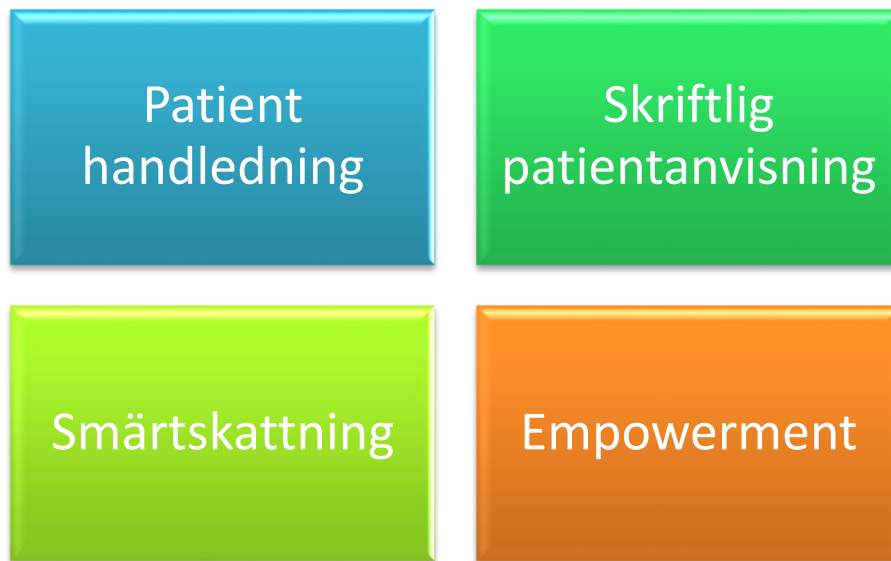 Patient
handledning
Skriftlig
patientanvisning
Smärtskattning
Empowerment